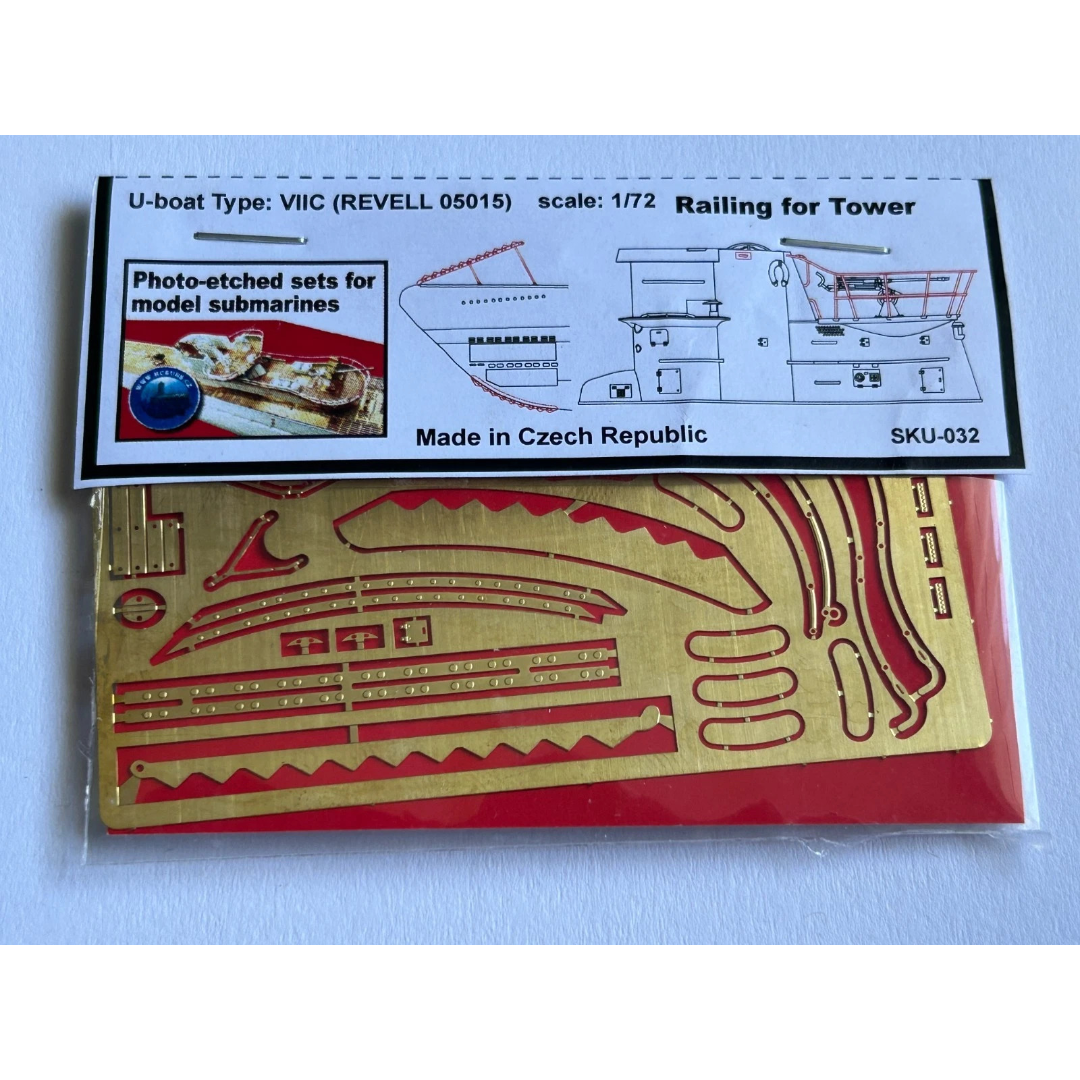 U-boat Type: VIIC (REVELL 05015) scale: 1/72 Railing for Tower
Photo-etched sets for
model submarines
Made in Czech Republic
SKU-032